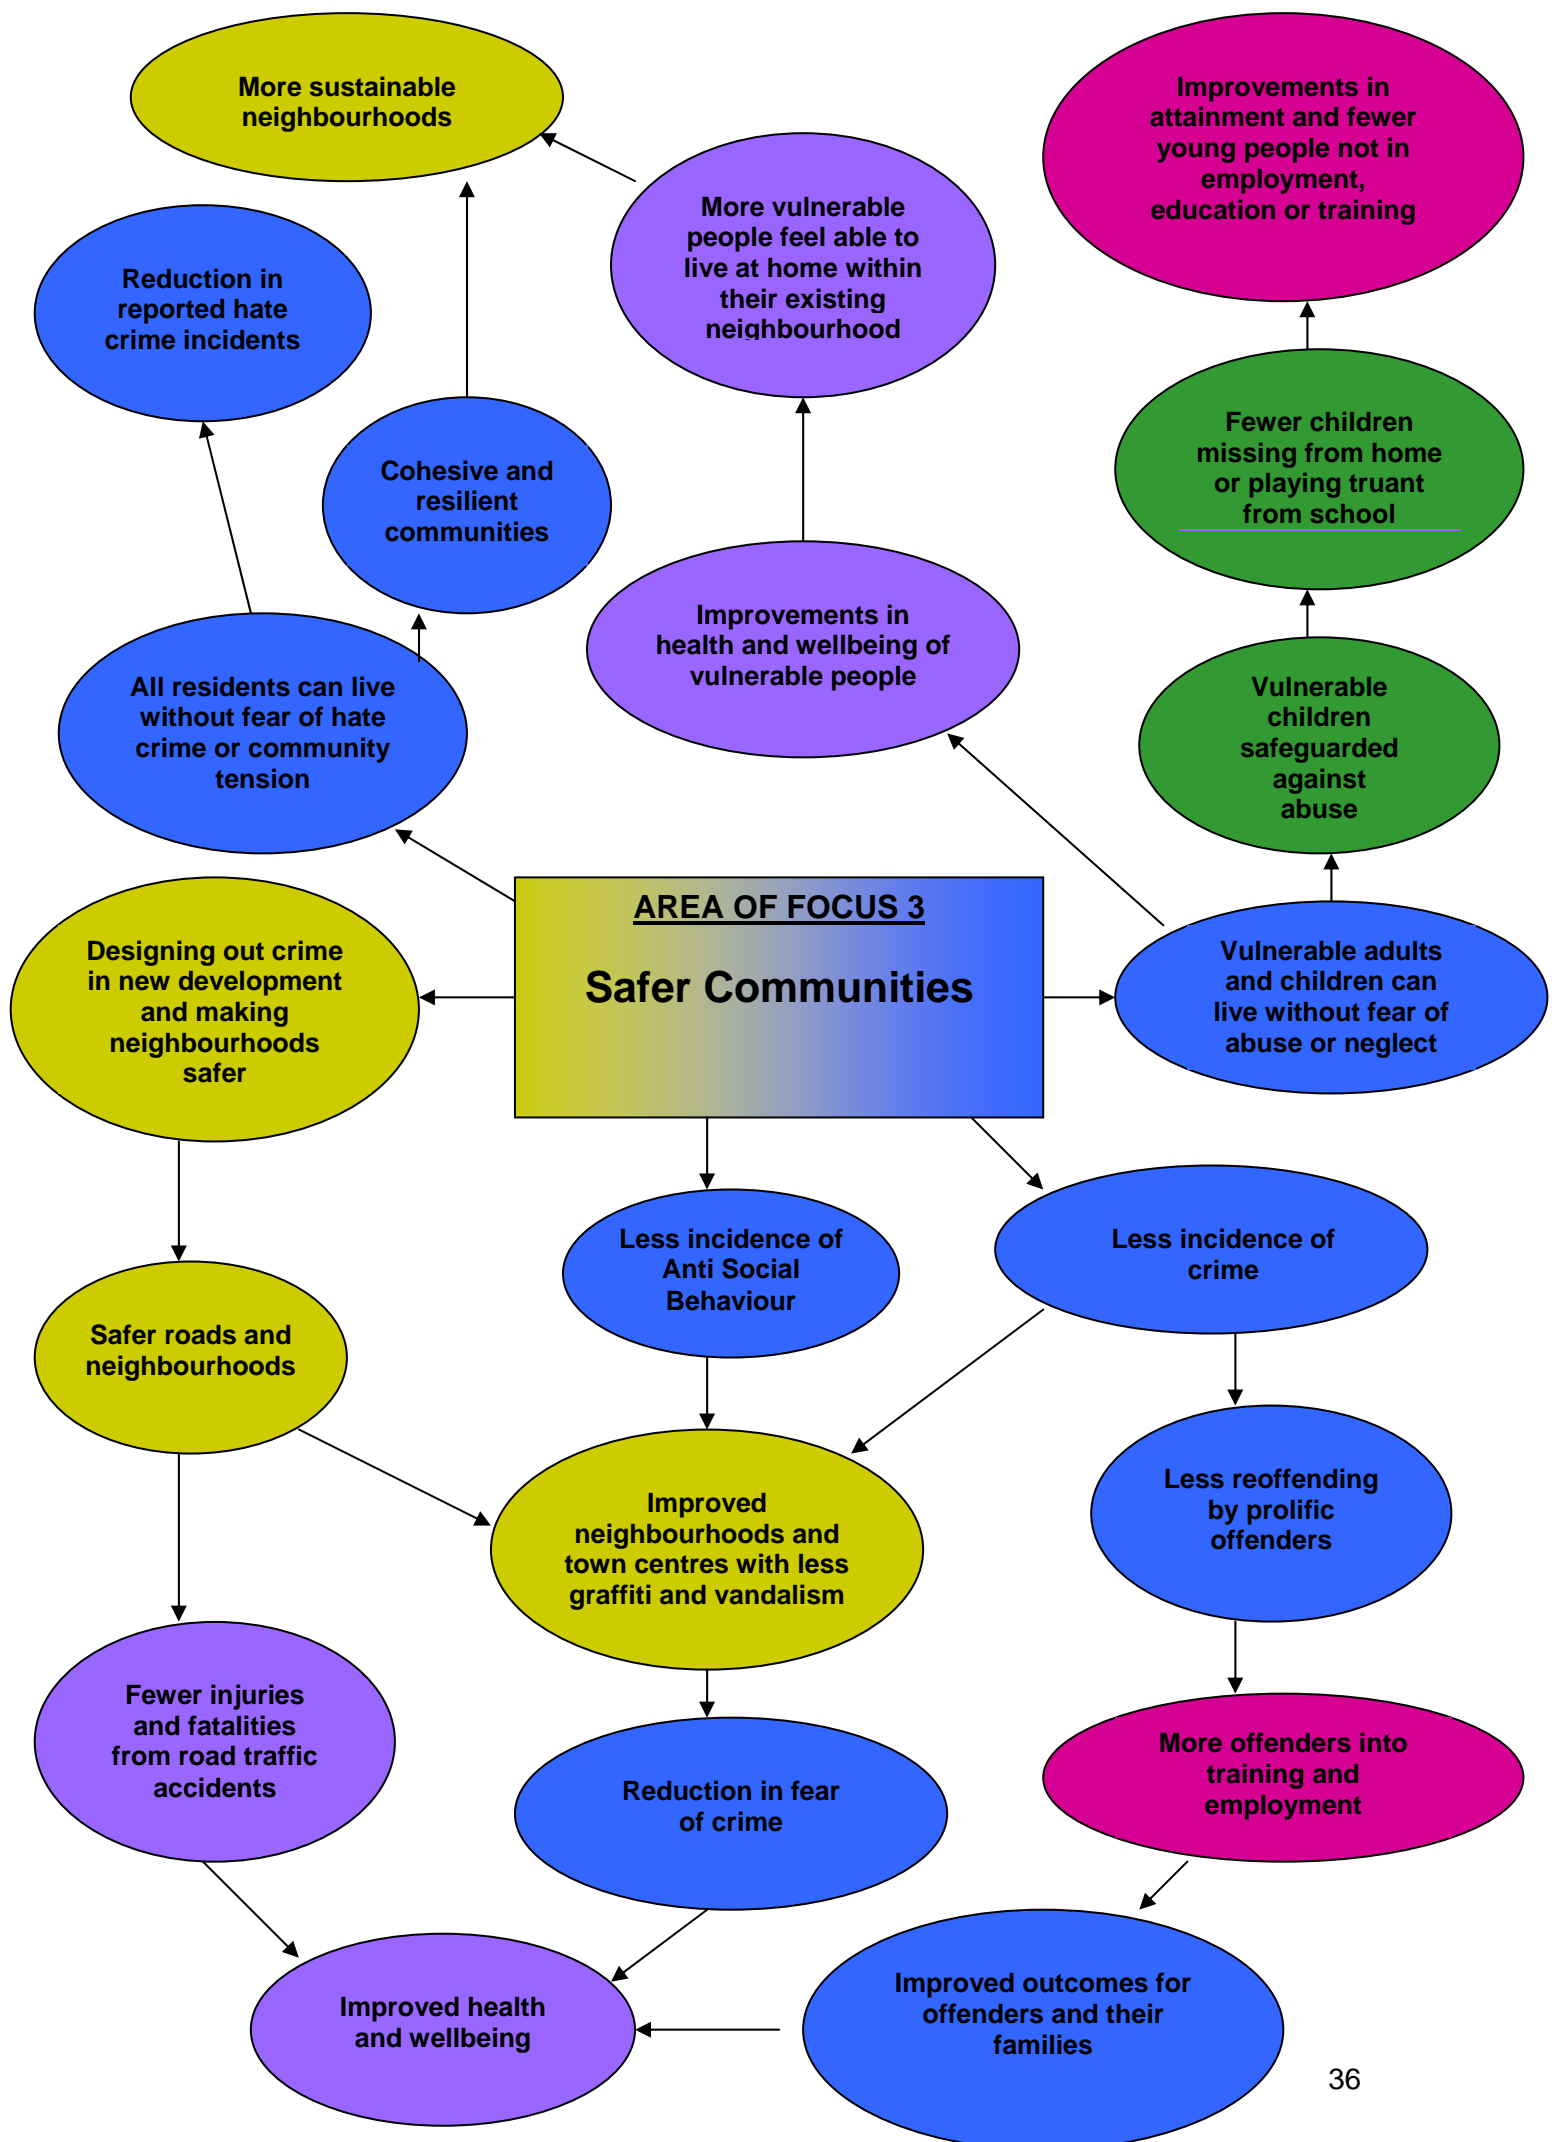 More sustainable
neighbourhoods
Improvements in
attainment and fewer
young people not in
employment,
education or training
More vulnerable
people feel able to
live at home within
their existing
neighbourhood
Reduction in
reported hate
crime incidents
Cohesive and
resilient
communities
Fewer children
missing from home
or playing truant
from school
Improvements in
health and wellbeing of
vulnerable people
All residents can live
without fear of hate
crime or community
tension
Vulnerable
children
safeguarded
against
abuse
AREA OF FOCUS 3
Safer Communities
Designing out crime
in new development
and making
neighbourhoods
safer
Vulnerable adults
and children can
live without fear of
abuse or neglect
Less incidence of
Anti Social
Behaviour
Less incidence of
crime
Safer roads and
neighbourhoods
Improved
neighbourhoods and
town centres with less
graffiti and vandalism
Less reoffending
by prolific
offenders
Fewer injuries
and fatalities
from road traffic
accidents
Reduction in fear
of crime
More offenders into
training and
employment
Improved health
and wellbeing
Improved outcomes for
offenders and their
families
36